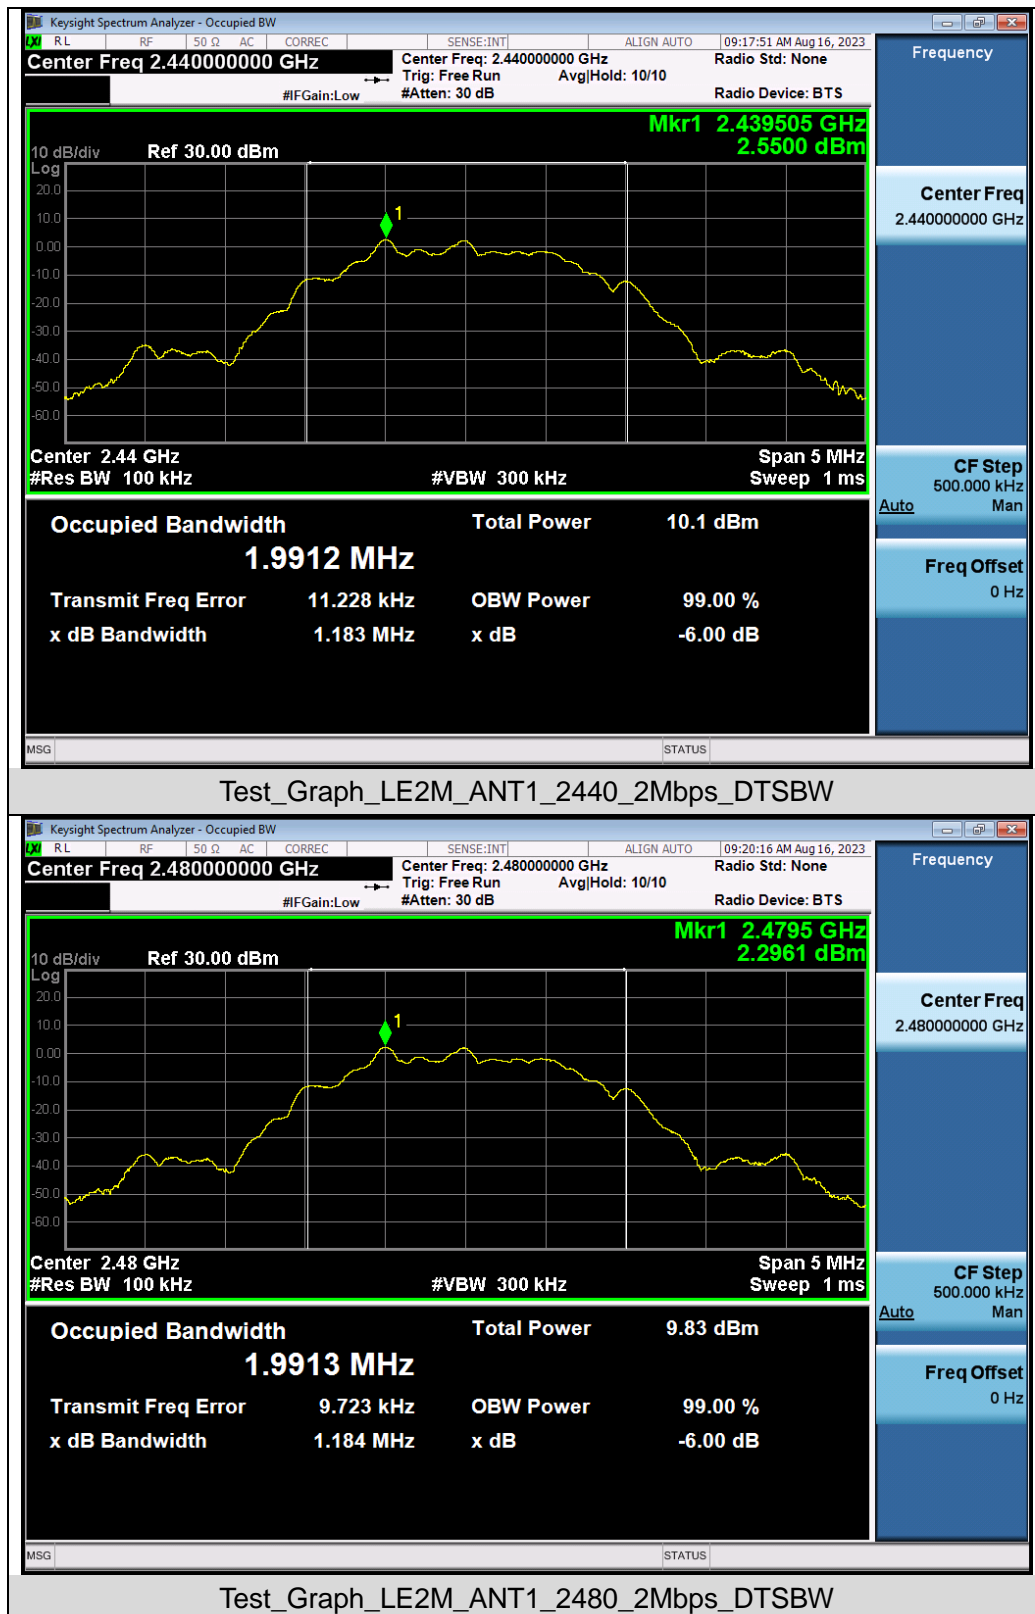 Keysight Spectrum Analyzer - Occupied BW
LXI RL RF 50 Ω AC CORREC SENSE:INT ALIGN AUTO 09:17:51 AM Aug 16, 2023
Center Freq 2.440000000 GHz Center Freq: 2.440000000 GHz Radio Std: None Frequency
Trig: Free Run Avg|Hold: 10/10
#IFGain:Low #Atten: 30 dB Radio Device: BTS
Mkr1 2.439505 GHz
10 dB/div Ref 30.00 dBm 2.5500 dBm
Log
20.0
10.0
0.00
-10.0
-20.0
-30.0
-40.0
-50.0
-60.0
1
Center Freq
2.440000000 GHz
Center 2.44 GHz Span 5 MHz
#Res BW 100 kHz #VBW 300 kHz Sweep 1 ms
CF Step
500.000 kHz
Auto Man
Occupied Bandwidth Total Power 10.1 dBm
1.9912 MHz
Freq Offset
0 Hz
Transmit Freq Error 11.228 kHz OBW Power 99.00 %
x dB Bandwidth 1.183 MHz x dB -6.00 dB
MSG STATUS
Test_Graph_LE2M_ANT1_2440_2Mbps_DTSBW
Keysight Spectrum Analyzer - Occupied BW
LXI RL RF 50 Ω AC CORREC SENSE:INT ALIGN AUTO 09:20:16 AM Aug 16, 2023
Center Freq 2.480000000 GHz Center Freq: 2.480000000 GHz Radio Std: None Frequency
Trig: Free Run Avg|Hold: 10/10
#IFGain:Low #Atten: 30 dB Radio Device: BTS
Mkr1 2.4795 GHz
10 dB/div Ref 30.00 dBm 2.2961 dBm
Log
20.0
10.0
0.00
-10.0
-20.0
-30.0
-40.0
-50.0
-60.0
1
Center Freq
2.480000000 GHz
Center 2.48 GHz Span 5 MHz
#Res BW 100 kHz #VBW 300 kHz Sweep 1 ms
CF Step
500.000 kHz
Auto Man
Occupied Bandwidth Total Power 9.83 dBm
1.9913 MHz
Freq Offset
0 Hz
Transmit Freq Error 9.723 kHz OBW Power 99.00 %
x dB Bandwidth 1.184 MHz x dB -6.00 dB
MSG STATUS
Test_Graph_LE2M_ANT1_2480_2Mbps_DTSBW